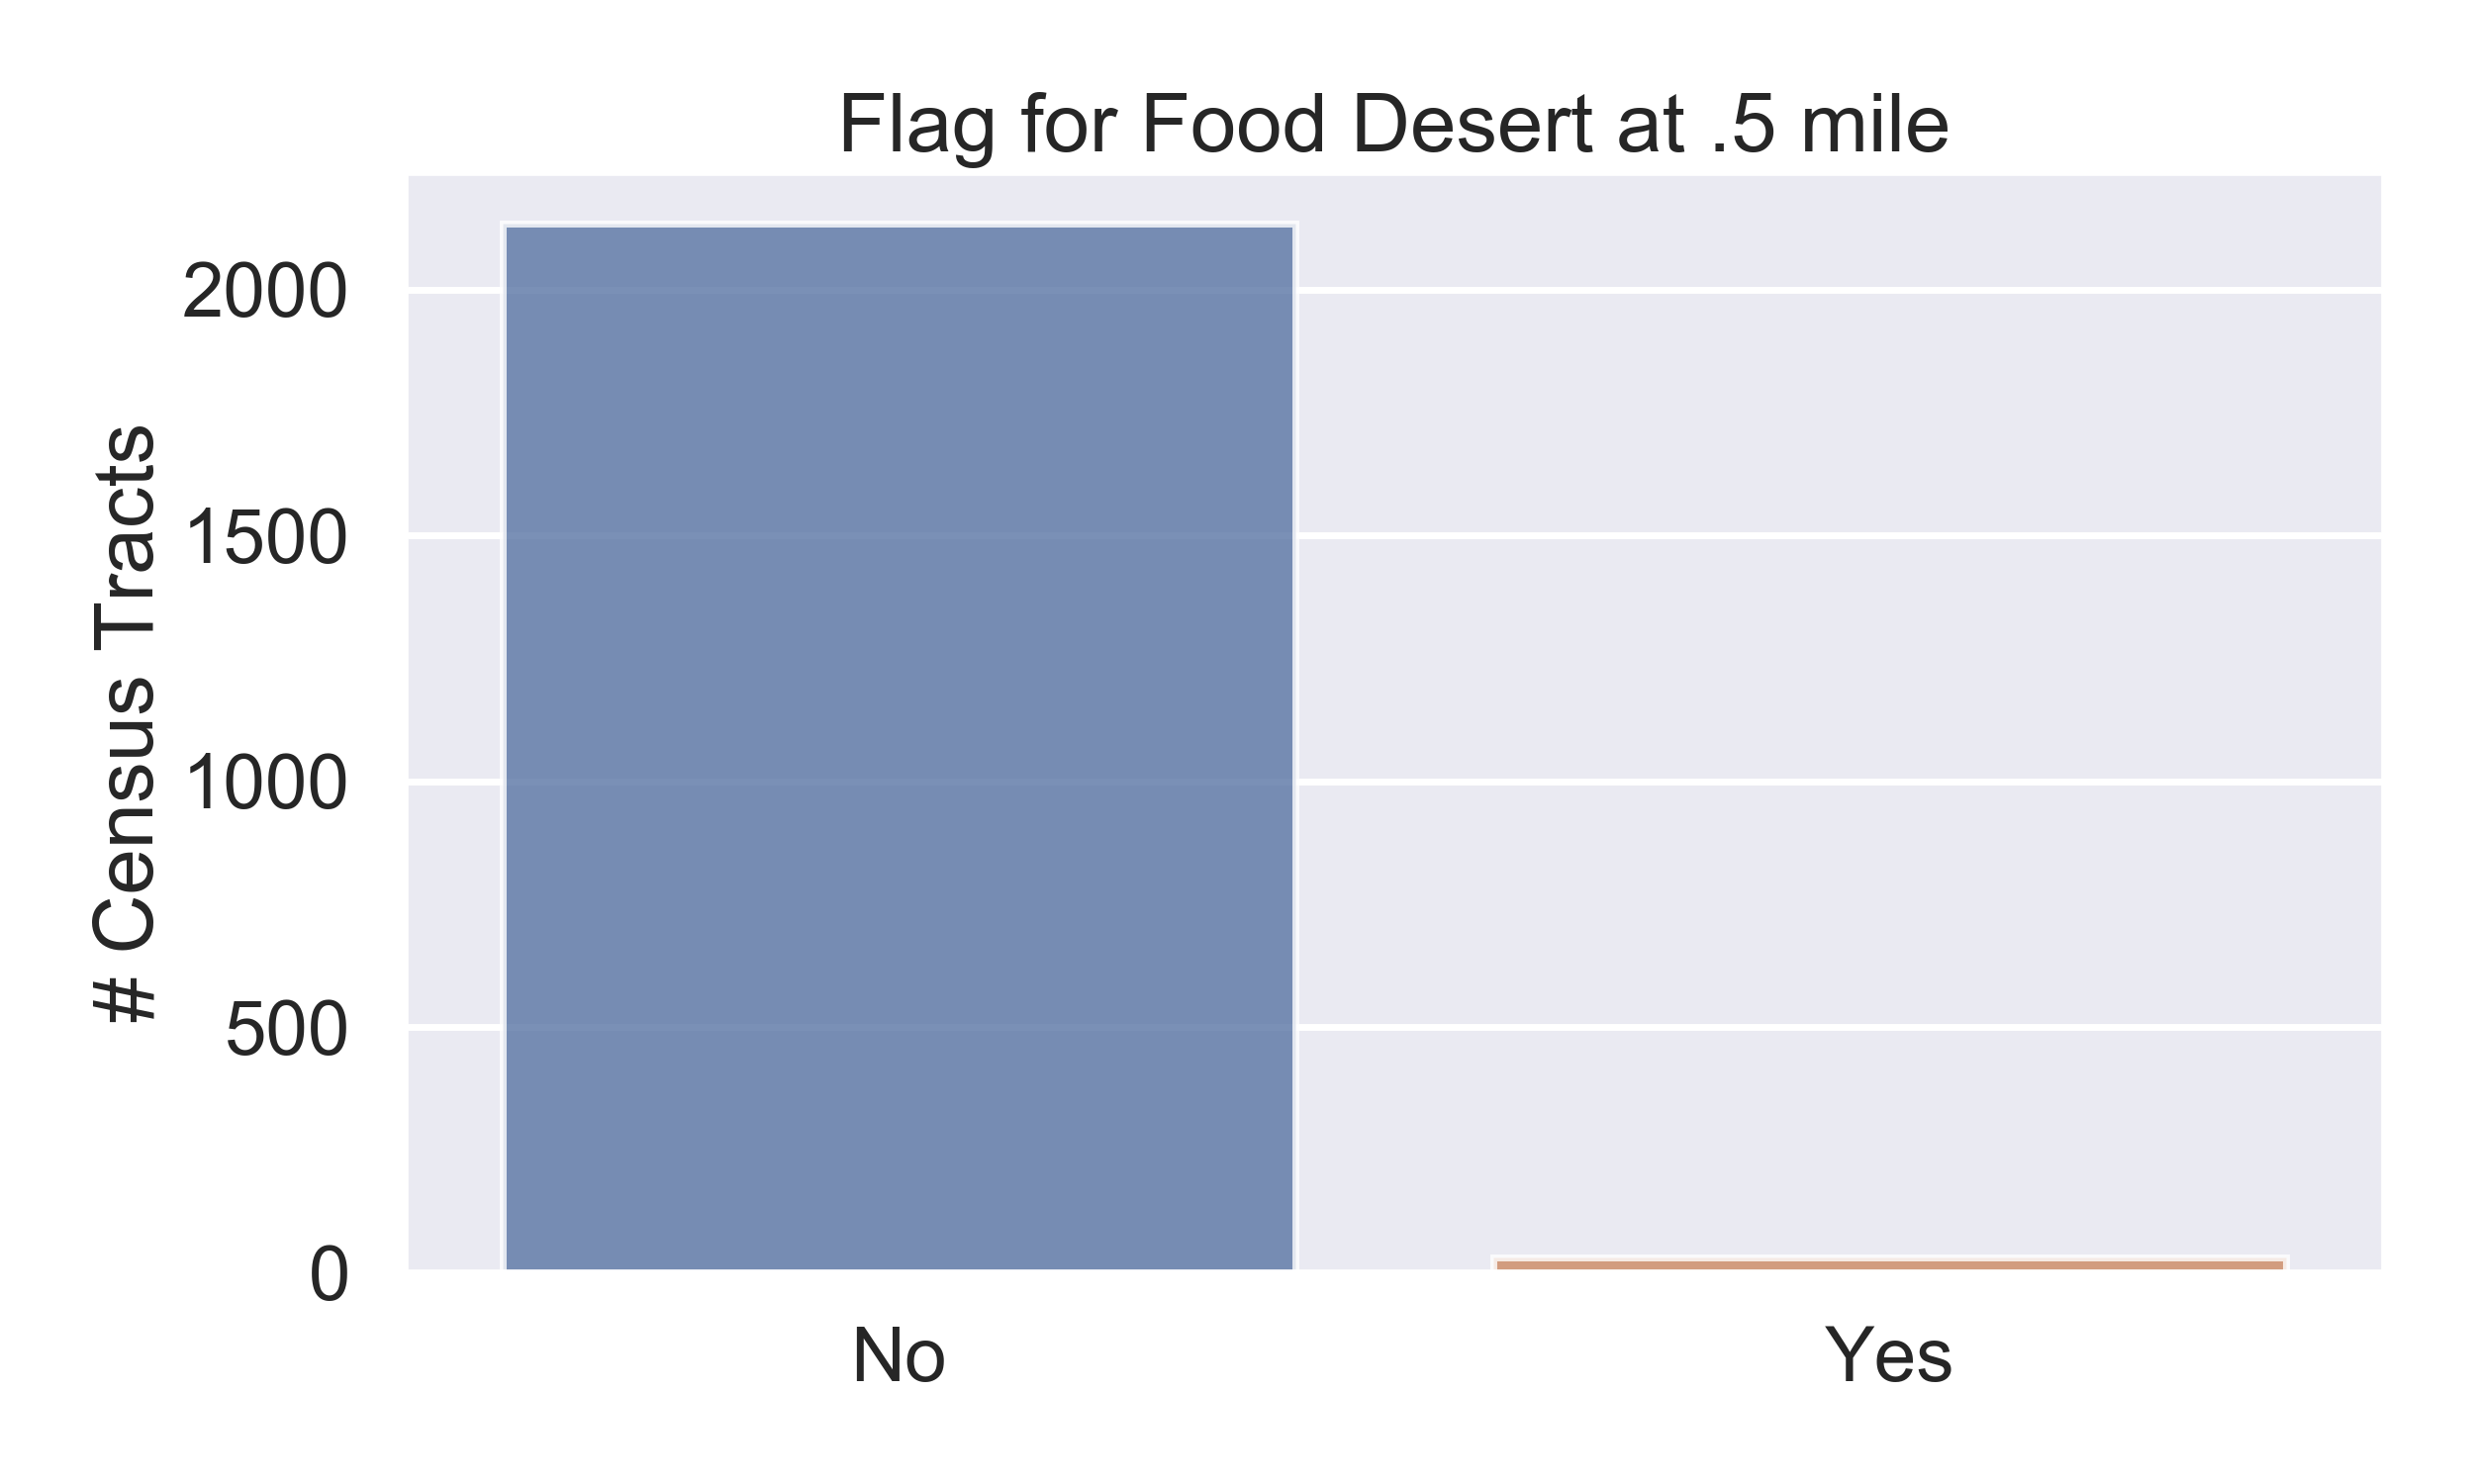 Flag for Food Desert at .5 mile
# Census Tracts
2000
1500
1000
500
0
No
Yes